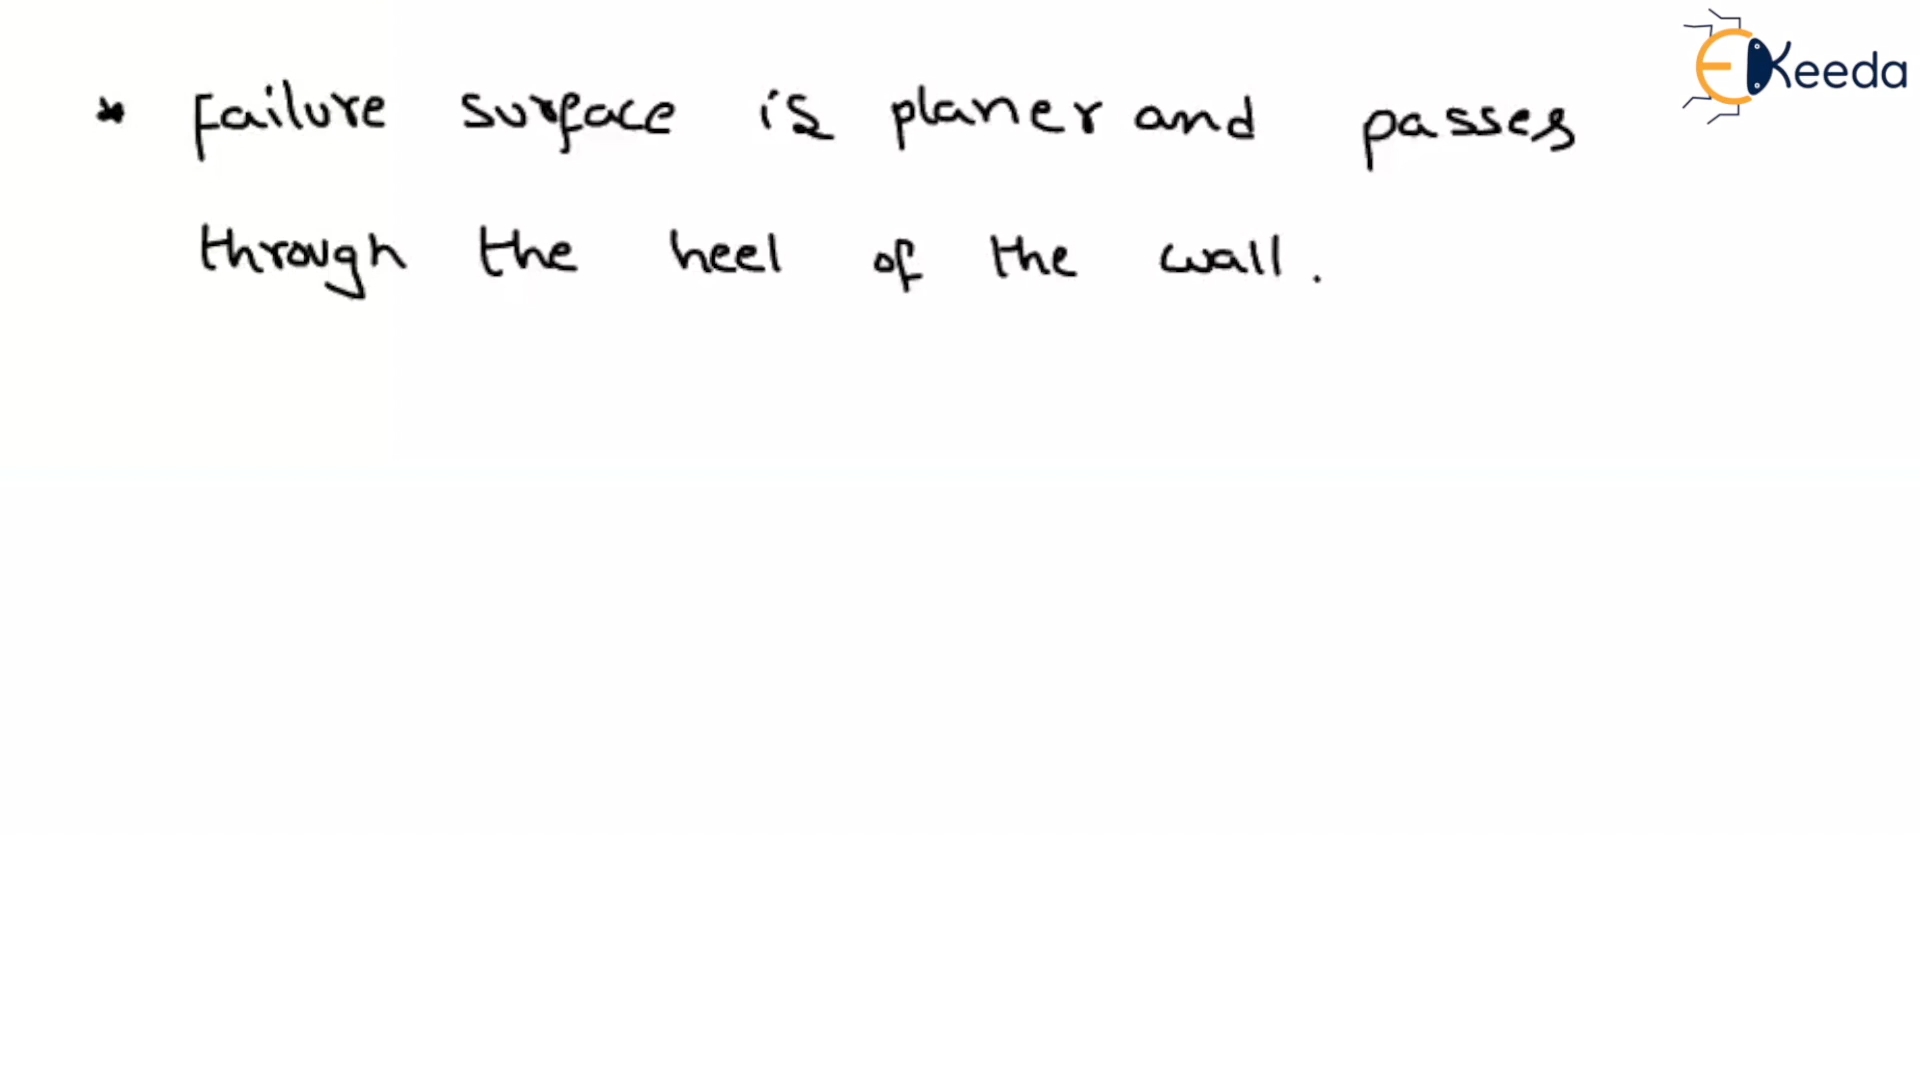 * Failure surface is planer and passes
through the heel of the wall.
EKeeda